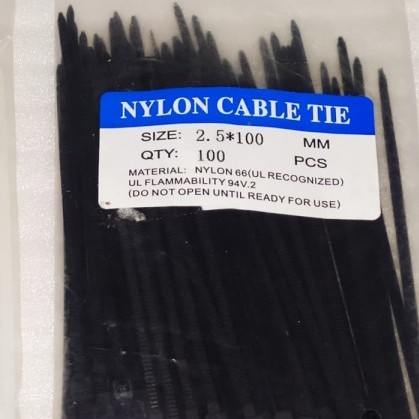 NYLON CABLE TIE
SIZE: 2.5*100 MM
QTY: 100 PCS
MATERIAL: NYLON 66(UL RECOGNIZED)
UL FLAMMABILITY 94V.2
(DO NOT OPEN UNTIL READY FOR USE)